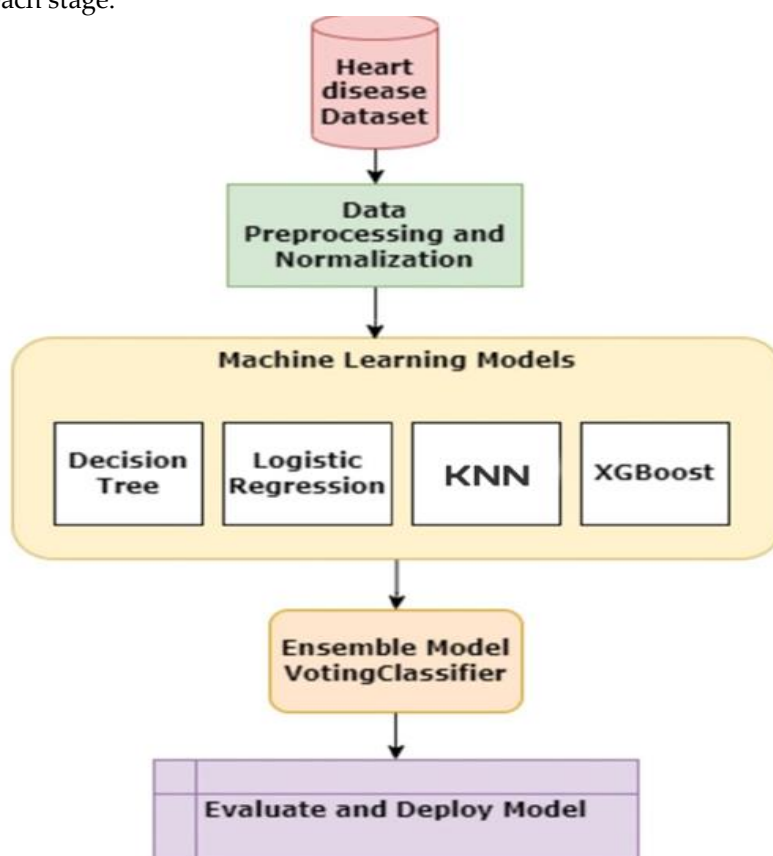 ach stage.
Heart
disease
Dataset
Data
Preprocessing and
Normalization
Machine Learning Models
Decision
Tree
Logistic
Regression
KNN
XGBoost
Ensemble Model
VotingClassifier
Evaluate and Deploy Model